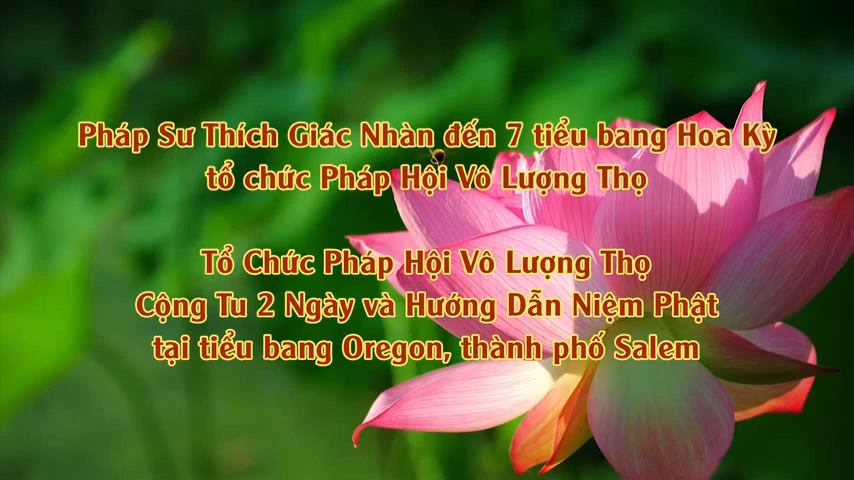 Pháp Sư Thích Giác Nhàn đến 7 tiểu bang Hoa Kỳ
tổ chức Pháp Hội Vô Lượng Thọ
Tổ Chức Pháp Hội Vô Lượng Thọ
Cộng Tu 2 Ngày và Hướng Dẫn Niệm Phật
tại tiểu bang Oregon, thành phố Salem